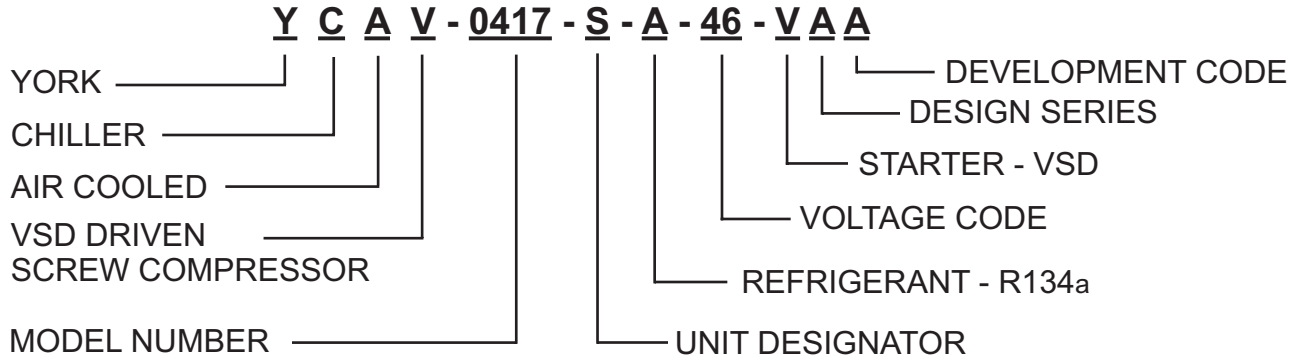 Y C A V - 0417 - S - A - 46 - V A A
YORK
CHILLER
AIR COOLED
VSD DRIVEN
SCREW COMPRESSOR
MODEL NUMBER
DEVELOPMENT CODE
DESIGN SERIES
STARTER - VSD
VOLTAGE CODE
REFRIGERANT - R134a
UNIT DESIGNATOR